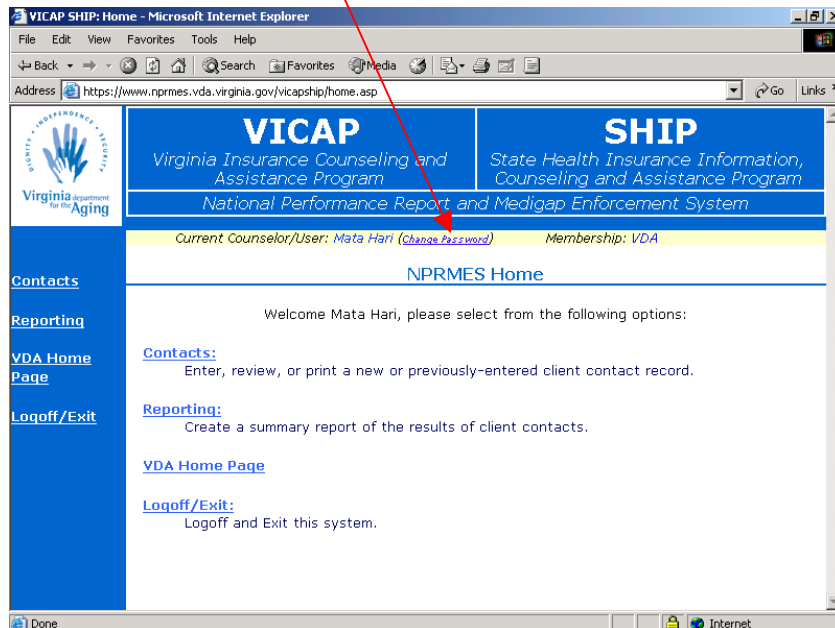 VICAP SHIP: Home - Microsoft Internet Explorer
File Edit View Favorites Tools Help
Back Search Favorites Media
Address https://www.nprmes.vda.virginia.gov/vicapship/home.asp Go Links
DIGNITY • INDEPENDENCE • SECURITY
Virginia department
for the Aging
VICAP
Virginia Insurance Counseling and
Assistance Program
SHIP
State Health Insurance Information,
Counseling and Assistance Program
National Performance Report and Medigap Enforcement System
Current Counselor/User: Mata Hari (Change Password) Membership: VDA
Contacts
Reporting
VDA Home
Page
Logoff/Exit
NPRMES Home
Welcome Mata Hari, please select from the following options:
Contacts:
Enter, review, or print a new or previously-entered client contact record.
Reporting:
Create a summary report of the results of client contacts.
VDA Home Page
Logoff/Exit:
Logoff and Exit this system.
Done Internet